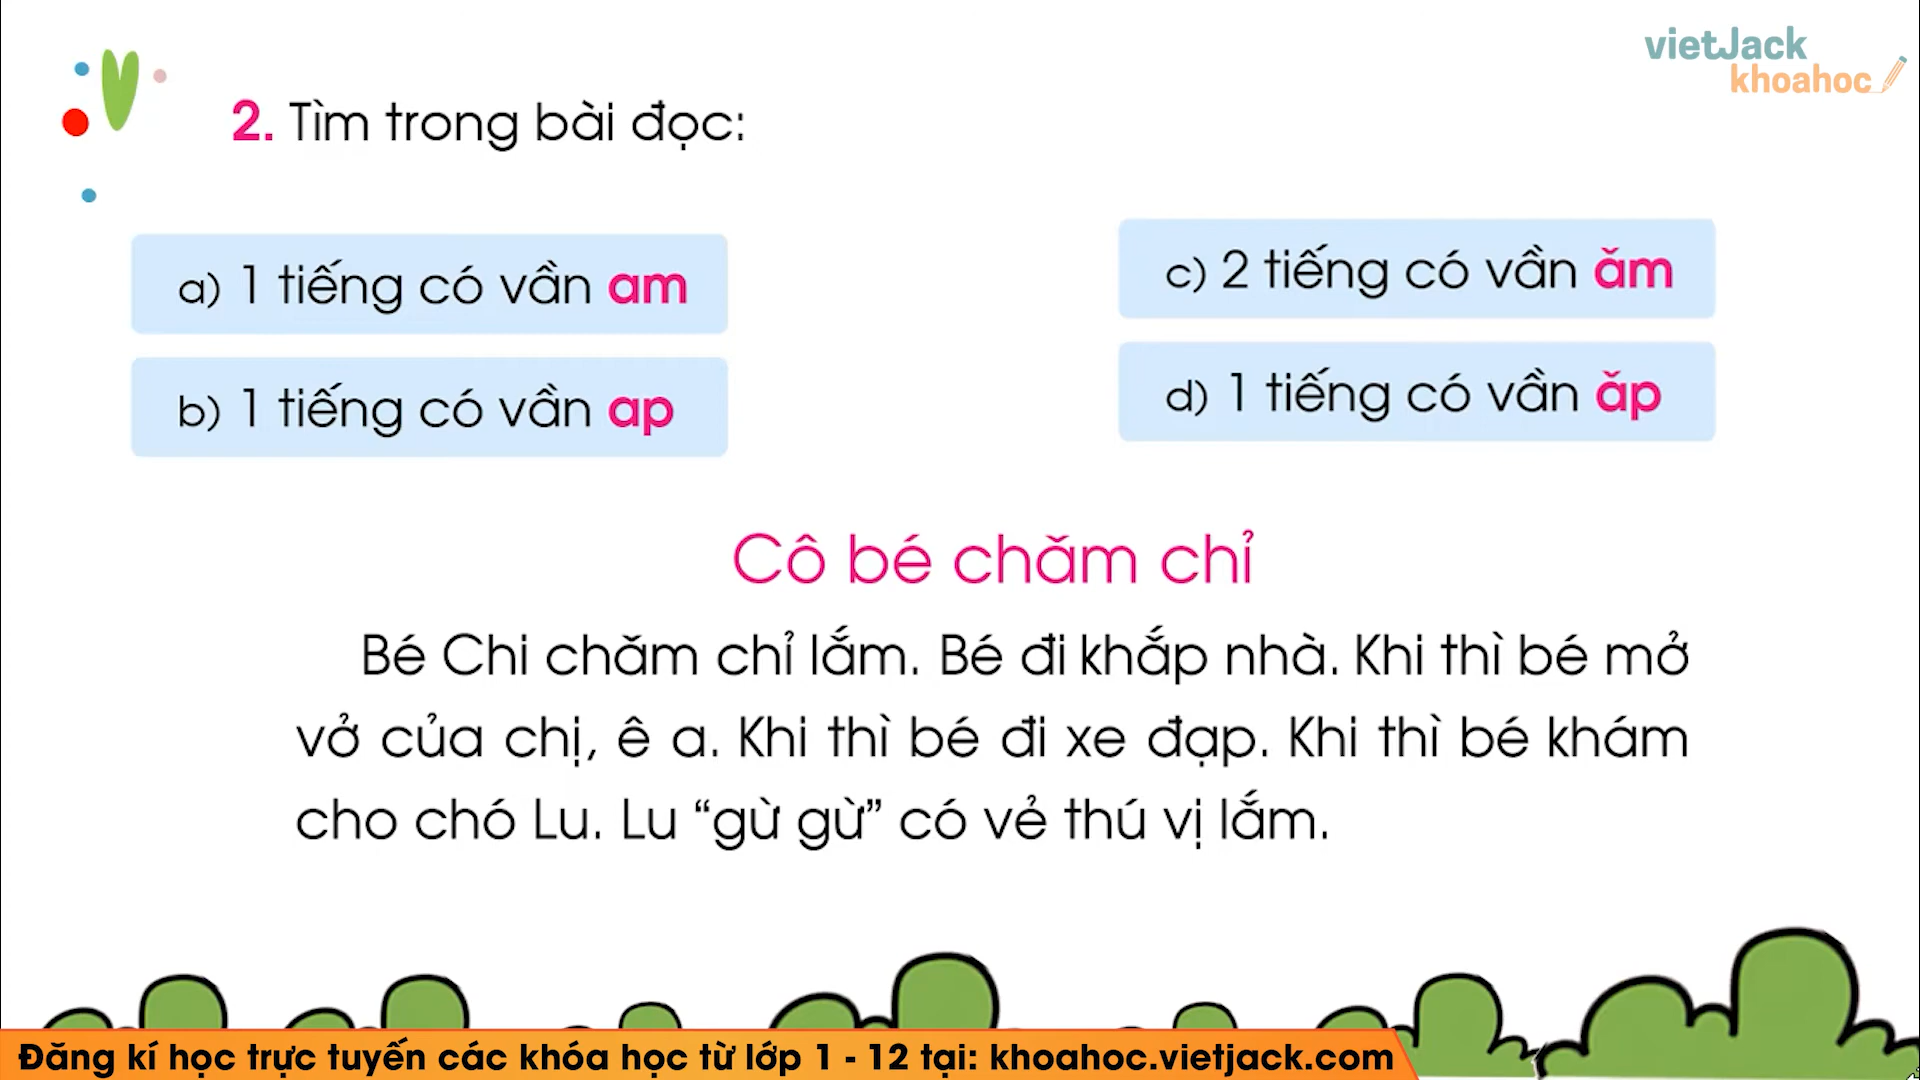 vietJack
khoahoc
2. Tìm trong bài đọc:
a) 1 tiếng có vần am
b) 1 tiếng có vần ap
c) 2 tiếng có vần ăm
d) 1 tiếng có vần ăp
Cô bé chăm chỉ
Bé Chi chăm chỉ lắm. Bé đi khắp nhà. Khi thì bé mở
vở của chị, ê a. Khi thì bé đi xe đạp. Khi thì bé khám
cho chó Lu. Lu “gừ gừ” có vẻ thú vị lắm.
Đăng kí học trực tuyến các khóa học từ lớp 1 - 12 tại: khoahoc.vietjack.com